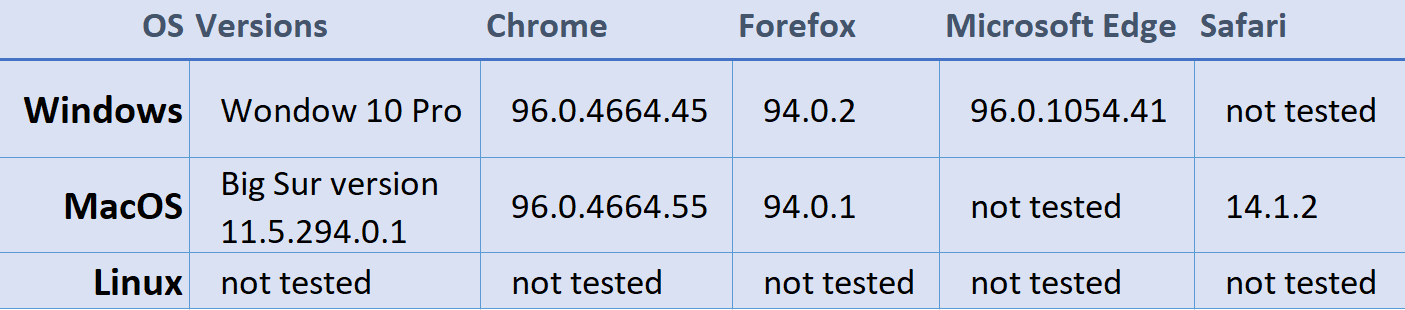 OS Versions Chrome Forefox Microsoft Edge Safari
Windows Wondow 10 Pro 96.0.4664.45 94.0.2 96.0.1054.41 not tested
MacOS Big Sur version 11.5.294.0.1 96.0.4664.55 94.0.1 not tested 14.1.2
Linux not tested not tested not tested not tested not tested